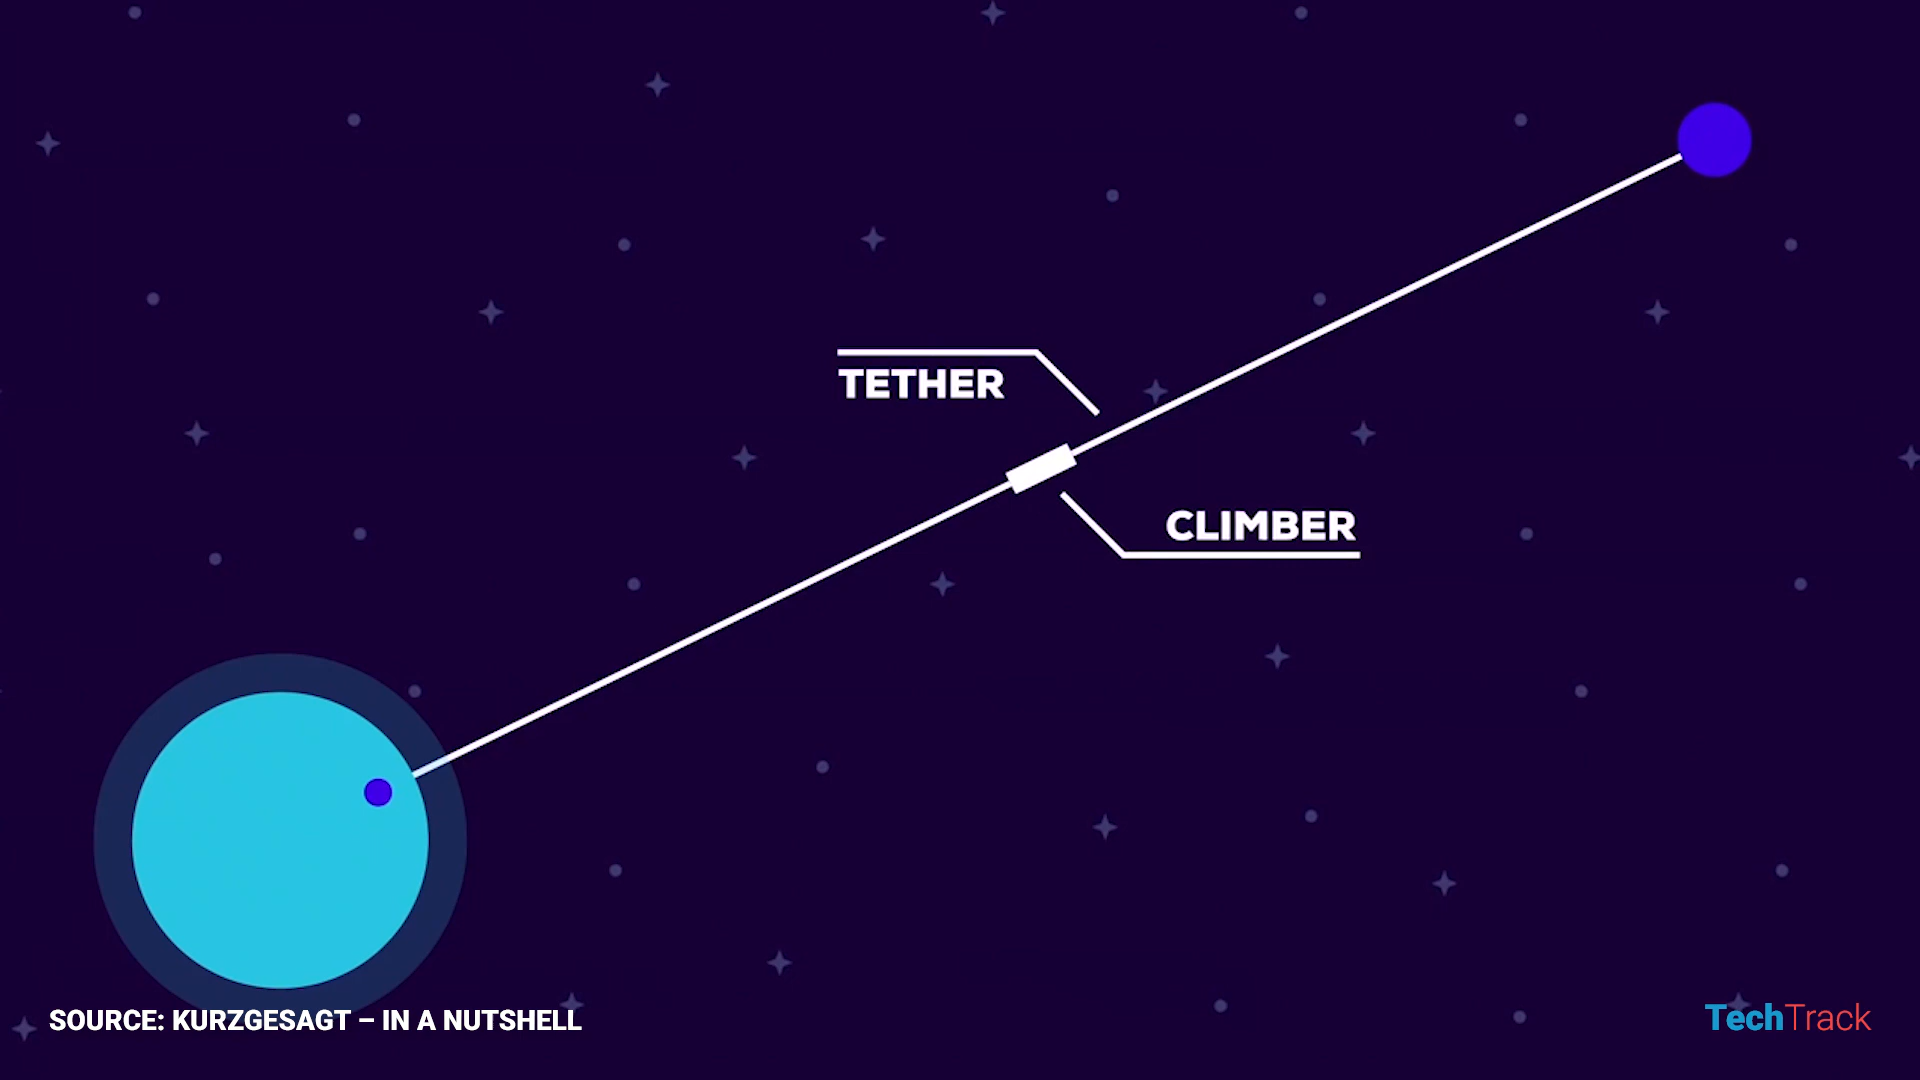 TETHER
CLIMBER
SOURCE: KURZGESAGT – IN A NUTSHELL
TechTrack